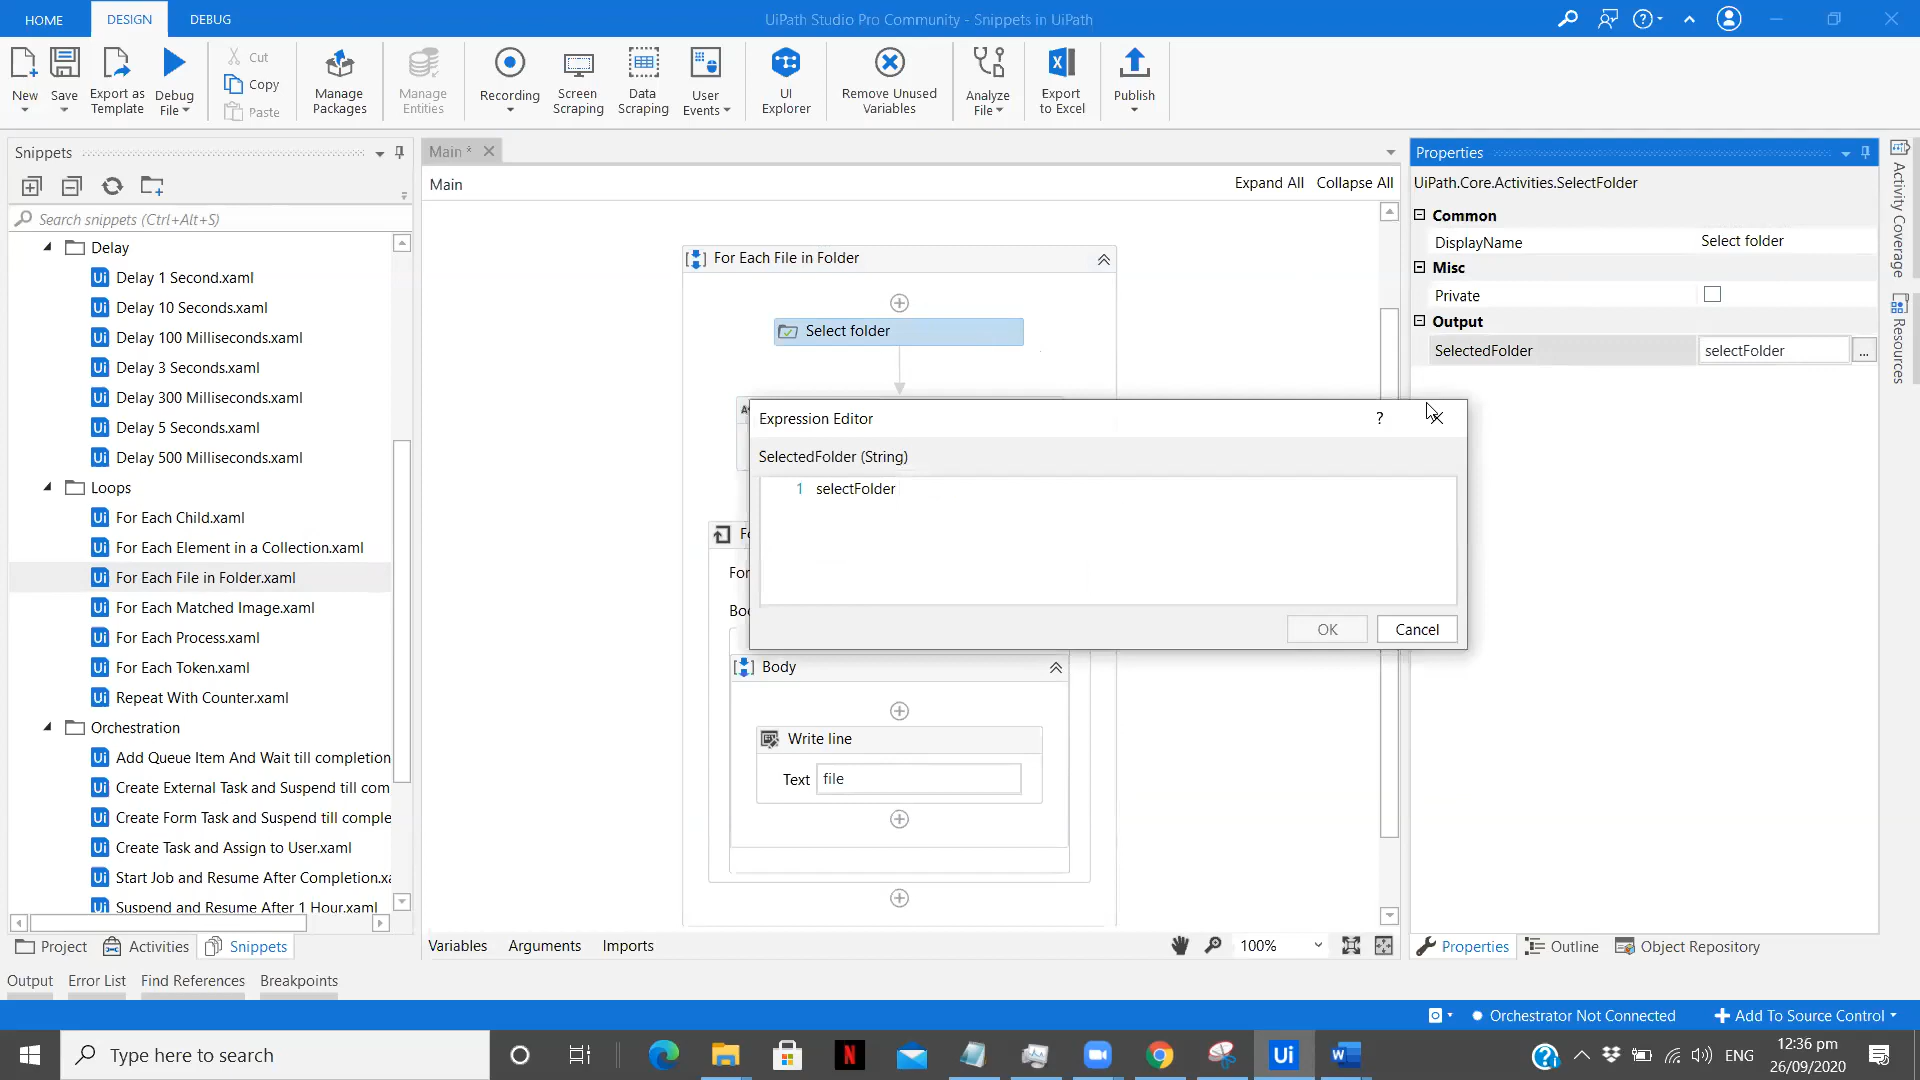 HOME DESIGN DEBUG
UiPath Studio Pro Community - Snippets in UiPath
New
Save
Export as Template
Debug File
Cut
Copy
Paste
Manage Packages
Manage Entities
Recording
Screen Scraping
Data Scraping
User Events
UI Explorer
Remove Unused Variables
Analyze File
Export to Excel
Publish
Snippets
Search snippets (Ctrl+Alt+S)
Delay
Delay 1 Second.xaml
Delay 10 Seconds.xaml
Delay 100 Milliseconds.xaml
Delay 3 Seconds.xaml
Delay 300 Milliseconds.xaml
Delay 5 Seconds.xaml
Delay 500 Milliseconds.xaml
Loops
For Each Child.xaml
For Each Element in a Collection.xaml
For Each File in Folder.xaml
For Each Matched Image.xaml
For Each Process.xaml
For Each Token.xaml
Repeat With Counter.xaml
Orchestration
Add Queue Item And Wait till completion
Create External Task and Suspend till com
Create Form Task and Suspend till comple
Create Task and Assign to User.xaml
Start Job and Resume After Completion.xa
Suspend and Resume After 1 Hour.xaml
Project Activities Snippets
Main *
Main
Expand All Collapse All
For Each File in Folder
Select folder
Expression Editor
?
SelectedFolder (String)
1 selectFolder
OK Cancel
Fo
For
Bod
Body
Write line
Text file
Variables Arguments Imports
100%
Properties
UiPath.Core.Activities.SelectFolder
Common
DisplayName Select folder
Misc
Private
Output
SelectedFolder selectFolder ...
Activity Coverage
Resources
Properties Outline Object Repository
Output Error List Find References Breakpoints
Orchestrator Not Connected Add To Source Control
Type here to search
ENG
12:36 pm
26/09/2020